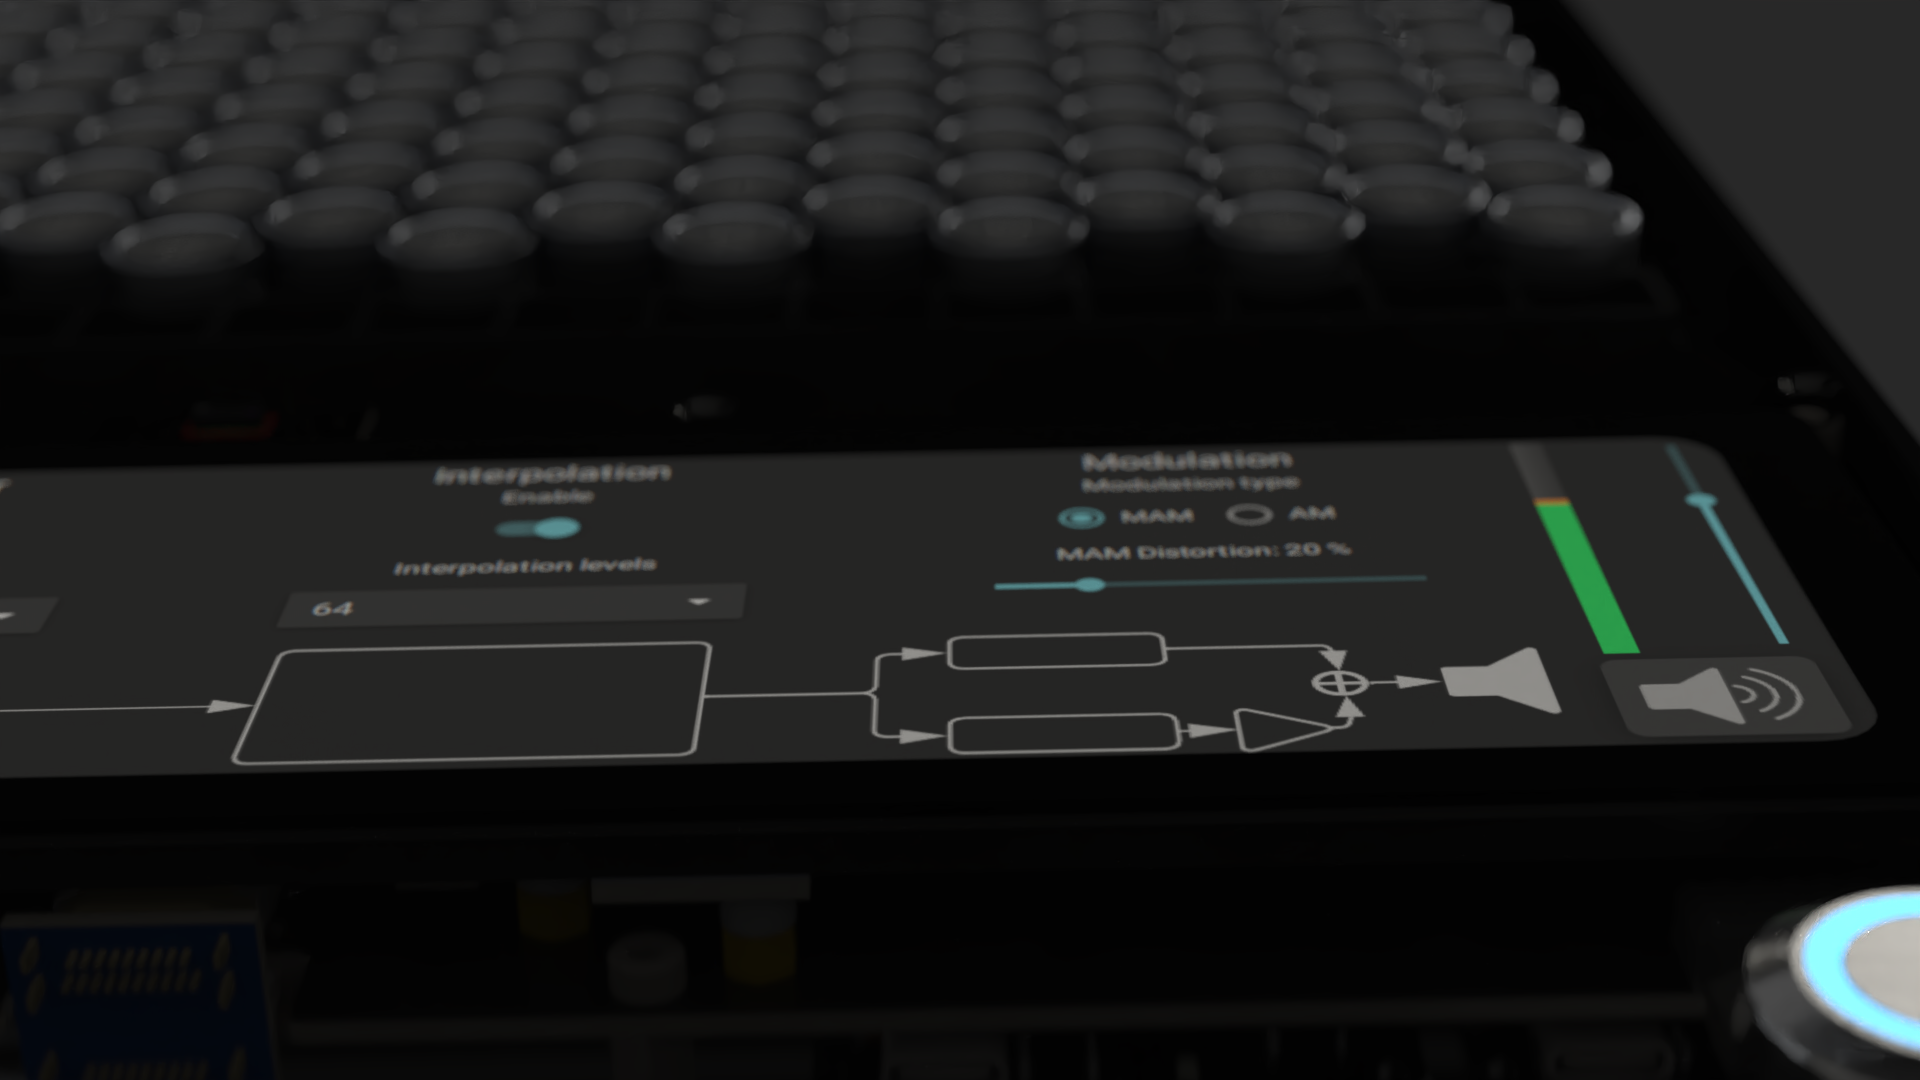 Interpolation
Enable
Interpolation levels
64
Modulation
Modulation type
MAM AM
MAM Distortion: 20 %